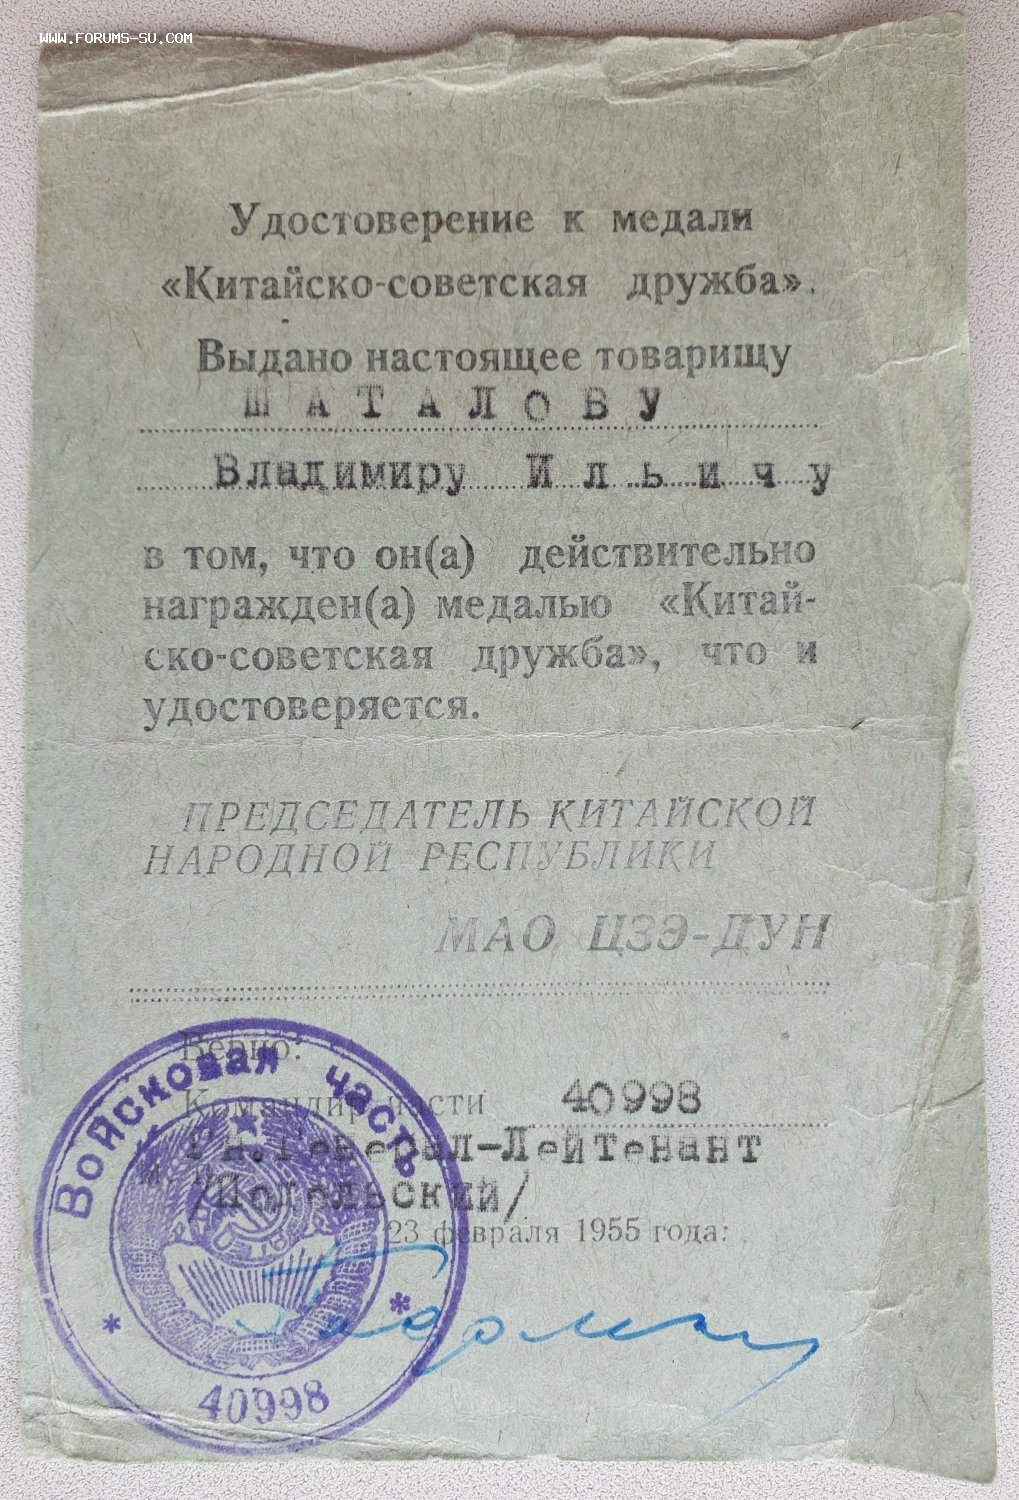 WWW.FORUMS-SU.COM
Удостоверение к медали
«Китайско-советская дружба».
Выдано настоящее товарищу
ШАТАЛОВУ
Владимиру Ильичу
в том, что он(а) действительно
награжден(а) медалью «Китай-
ско-советская дружба», что и
удостоверяется.
ПРЕДСЕДАТЕЛЬ КИТАЙСКОЙ
НАРОДНОЙ РЕСПУБЛИКИ
МАО ЦЗЭ-ДУН
Верно:
Командир части 40998
Гв.Генерал-Лейтенант
/Подольский/
23 февраля 1955 года:
Войсковая часть
40998